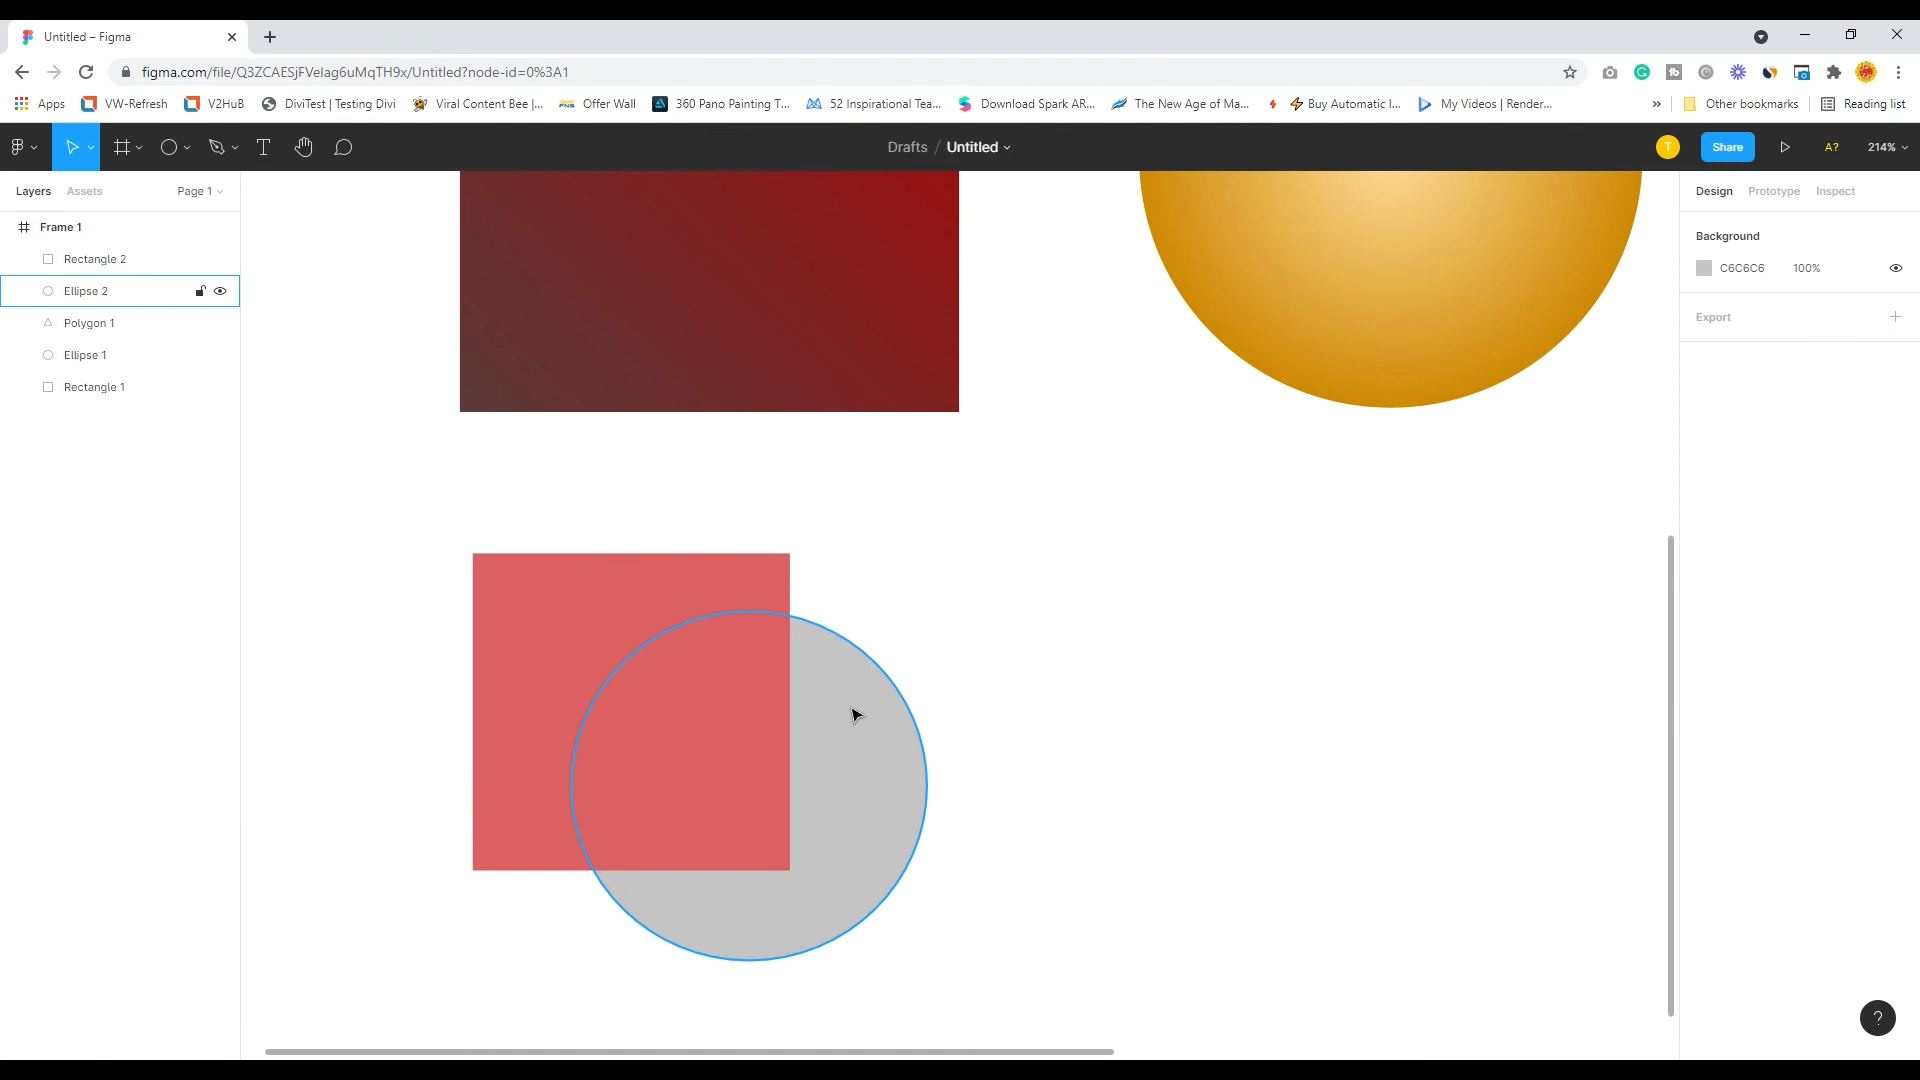 Untitled – Figma
figma.com/file/Q3ZCAESjFVelag6uMqTH9x/Untitled?node-id=0%3A1
Apps VW-Refresh V2HuB DiviTest | Testing Divi Viral Content Bee |... Offer Wall 360 Pano Painting T... 52 Inspirational Tea... Download Spark AR... The New Age of Ma... Buy Automatic I... My Videos | Render... » Other bookmarks Reading list
Drafts / Untitled T Share A? 214%
Layers Assets Page 1
Design Prototype Inspect
Frame 1
Rectangle 2
Ellipse 2
Polygon 1
Ellipse 1
Rectangle 1
Background
C6C6C6 100%
Export
?